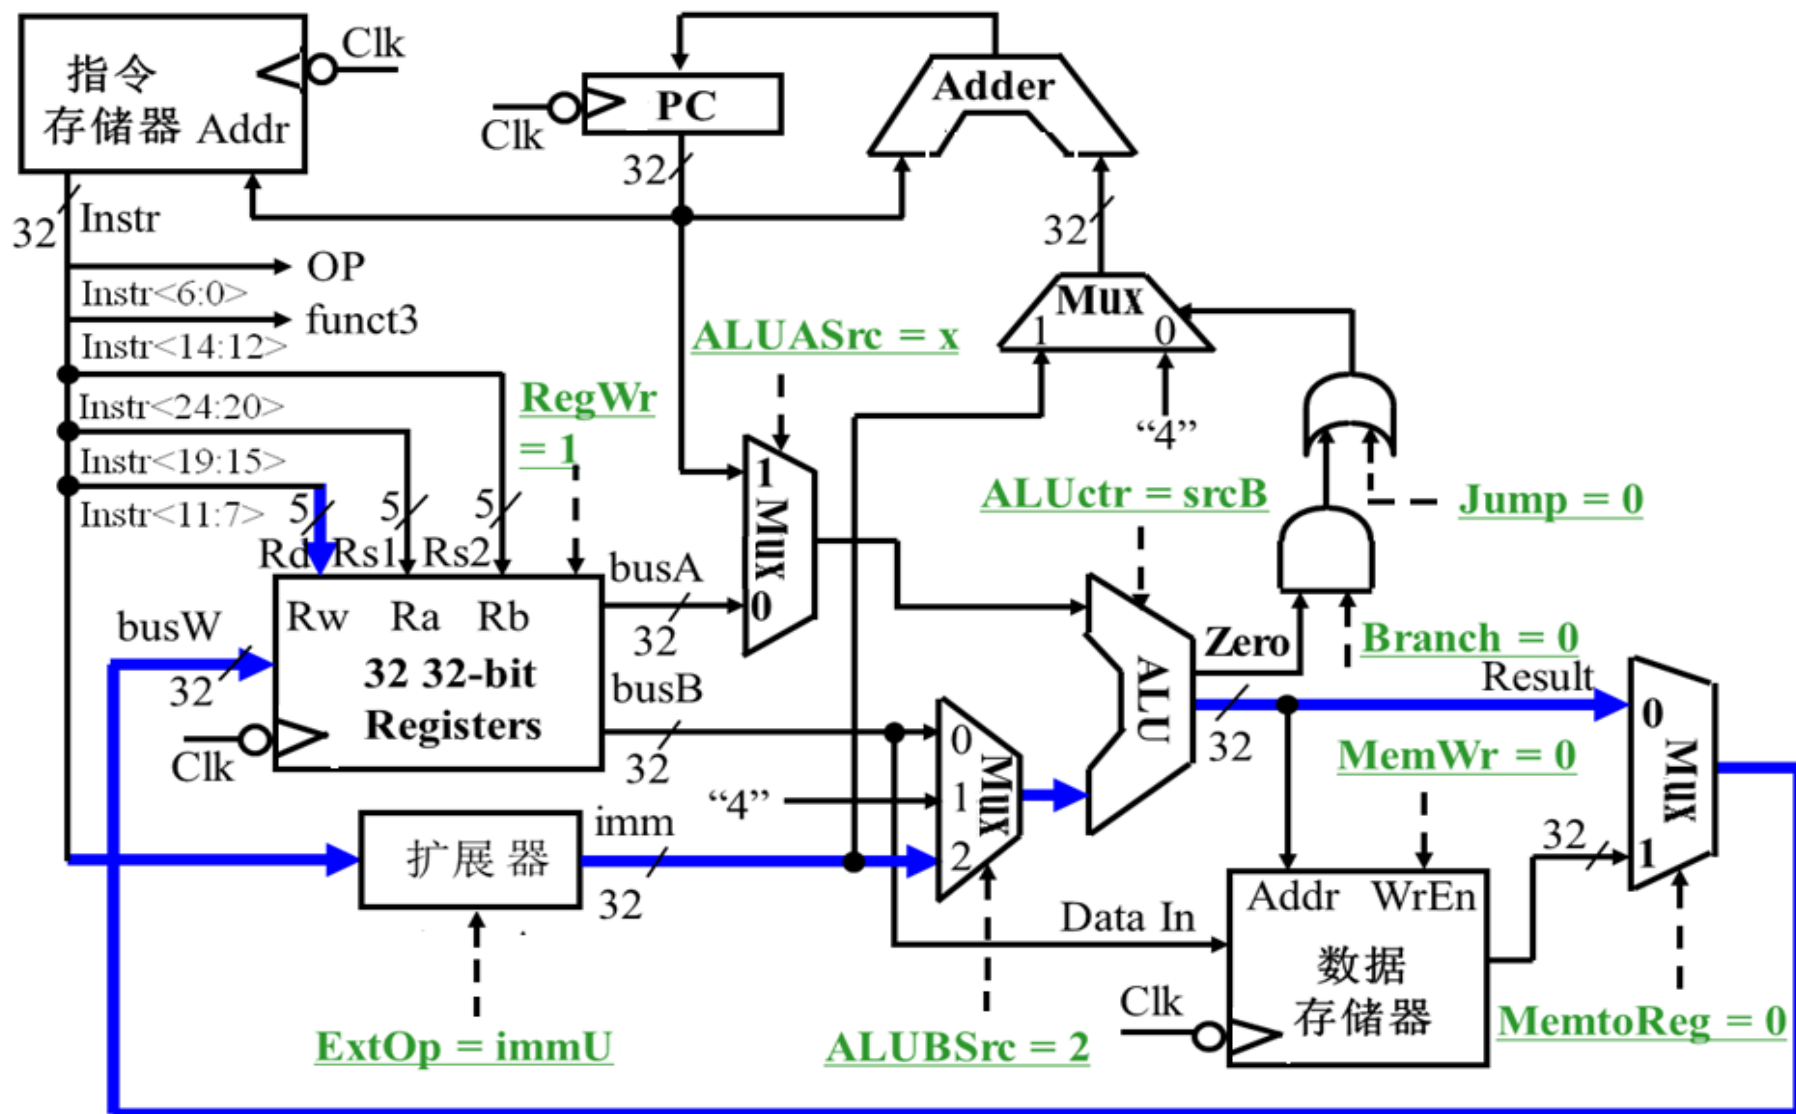 指令
存储器 Addr
Clk
Clk
PC
Adder
32
32
Instr
32
OP
Instr<6:0>
funct3
Instr<14:12>
Instr<24:20>
Instr<19:15>
Instr<11:7>
ALUASrc = x
RegWr
= 1
Mux
1 0
"4"
ALUctr = srcB
Jump = 0
5 5 5
Rd Rs1 Rs2
busW
32
Rw Ra Rb
32 32-bit
Registers
Clk
busA
32
busB
32
1
Mux
0
Zero
Branch = 0
ALU
32
Result
MemWr = 0
0
Mux
1
32
"4"
0
1
2
Mux
imm
扩展器
32
Data In
Addr WrEn
数据
存储器
Clk
ExtOp = immU
ALUBSrc = 2
MemtoReg = 0